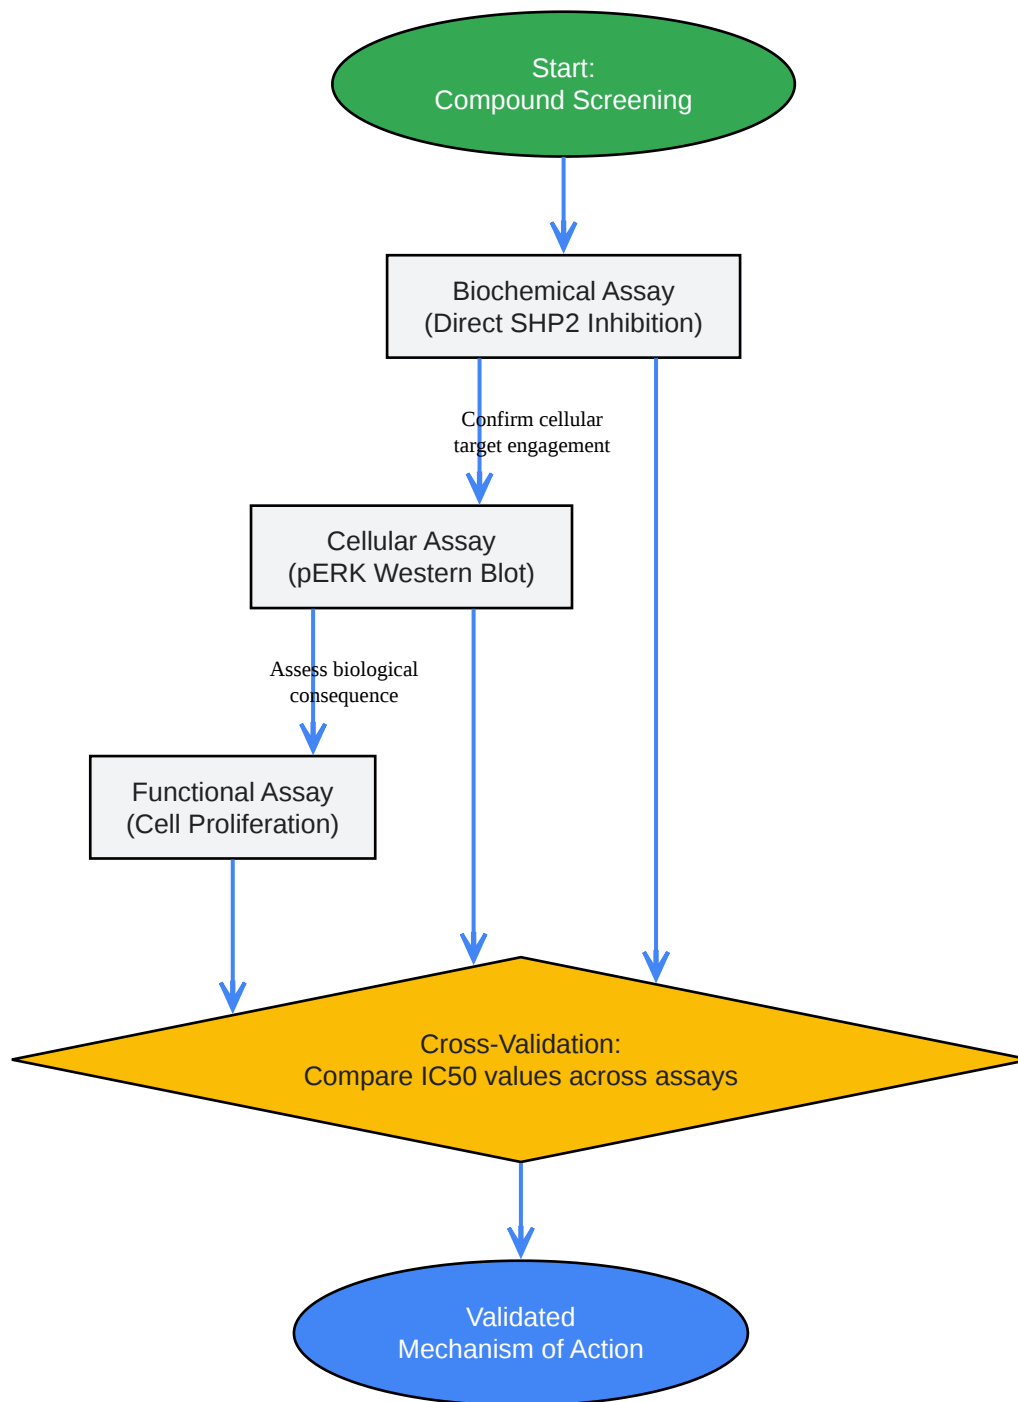 Start:
Compound Screening
Biochemical Assay
(Direct SHP2 Inhibition)
Confirm cellular
target engagement
Cellular Assay
(pERK Western Blot)
Assess biological
consequence
Functional Assay
(Cell Proliferation)
Cross-Validation:
Compare IC50 values across assays
Validated
Mechanism of Action